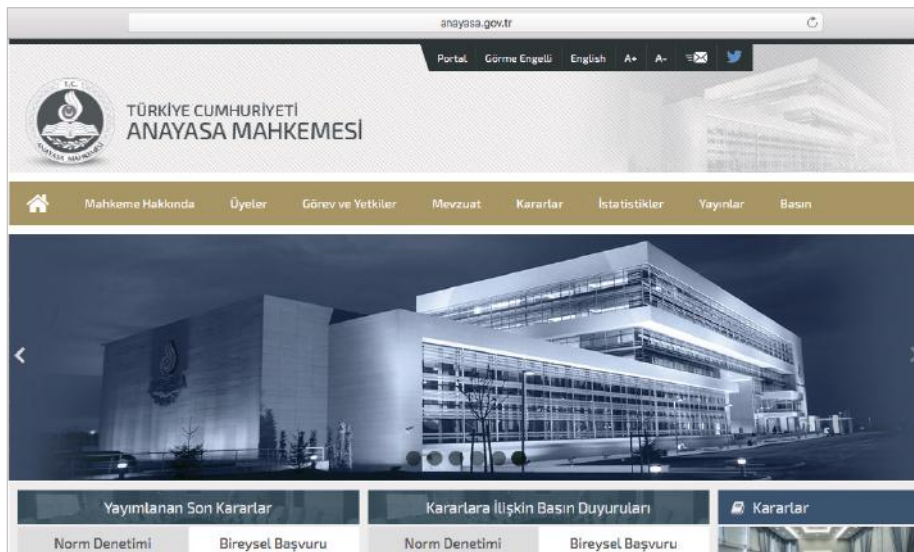 anayasa.gov.tr
Portal Görme Engelli English A+ A-
T.C.
ANAYASA MAHKEMESİ
TÜRKİYE CUMHURİYETİ
ANAYASA MAHKEMESİ
Mahkeme Hakkında Üyeler Görev ve Yetkiler Mevzuat Kararlar İstatistikler Yayınlar Basın
Yayımlanan Son Kararlar Kararlara İlişkin Basın Duyuruları Kararlar
Norm Denetimi Bireysel Başvuru Norm Denetimi Bireysel Başvuru